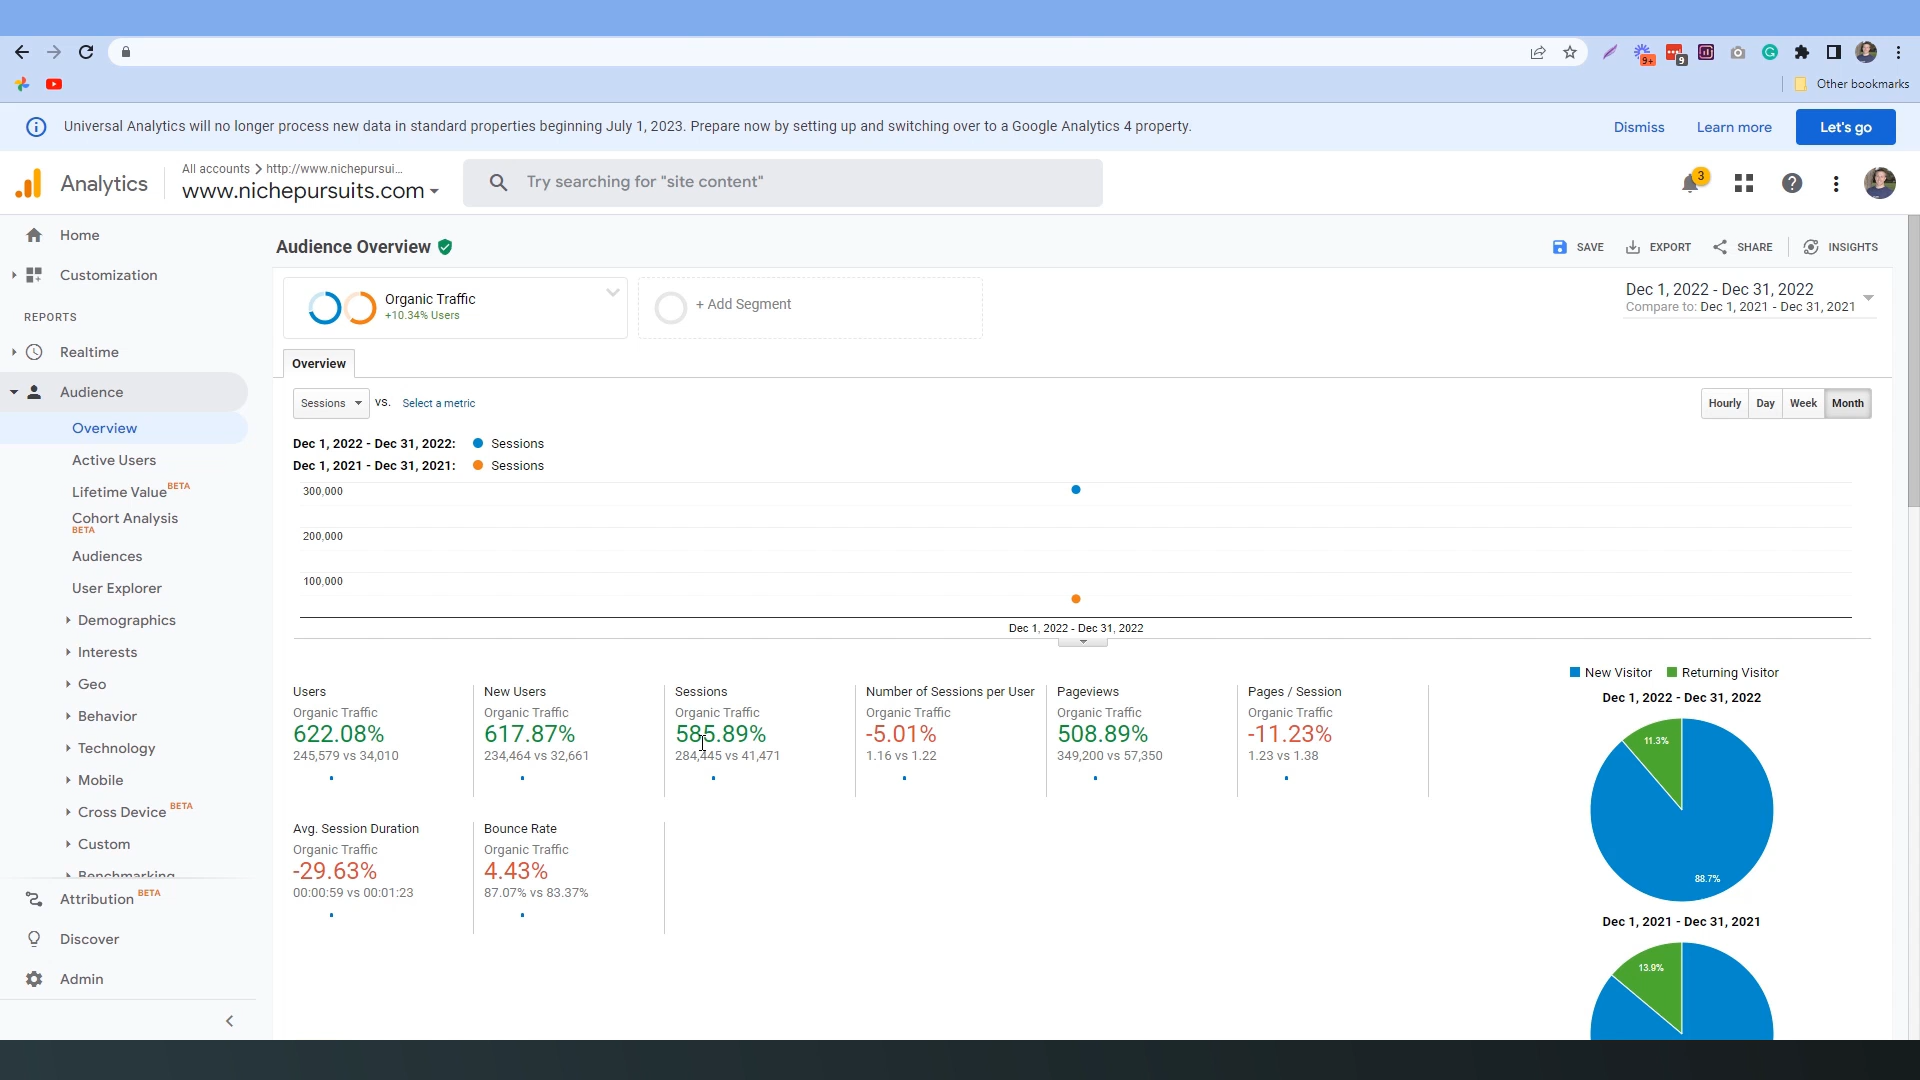 9+
9
Other bookmarks
Universal Analytics will no longer process new data in standard properties beginning July 1, 2023. Prepare now by setting up and switching over to a Google Analytics 4 property.
Dismiss
Learn more
Let's go
Analytics
All accounts > http://www.nichepursui...
www.nichepursuits.com
Try searching for "site content"
3
Home
Customization
REPORTS
Realtime
Audience
Overview
Active Users
Lifetime Value BETA
Cohort Analysis
BETA
Audiences
User Explorer
Demographics
Interests
Geo
Behavior
Technology
Mobile
Cross Device BETA
Custom
Benchmarking
Attribution BETA
Discover
Admin
Audience Overview
SAVE
EXPORT
SHARE
INSIGHTS
Organic Traffic
+10.34% Users
+ Add Segment
Dec 1, 2022 - Dec 31, 2022
Compare to: Dec 1, 2021 - Dec 31, 2021
Overview
Sessions
VS.
Select a metric
Hourly
Day
Week
Month
Dec 1, 2022 - Dec 31, 2022: Sessions
Dec 1, 2021 - Dec 31, 2021: Sessions
300,000
200,000
100,000
Dec 1, 2022 - Dec 31, 2022
Users
Organic Traffic
622.08%
245,579 vs 34,010
New Users
Organic Traffic
617.87%
234,464 vs 32,661
Sessions
Organic Traffic
585.89%
284,445 vs 41,471
Number of Sessions per User
Organic Traffic
-5.01%
1.16 vs 1.22
Pageviews
Organic Traffic
508.89%
349,200 vs 57,350
Pages / Session
Organic Traffic
-11.23%
1.23 vs 1.38
Avg. Session Duration
Organic Traffic
-29.63%
00:00:59 vs 00:01:23
Bounce Rate
Organic Traffic
4.43%
87.07% vs 83.37%
New Visitor
Returning Visitor
Dec 1, 2022 - Dec 31, 2022
11.3%
88.7%
Dec 1, 2021 - Dec 31, 2021
13.9%